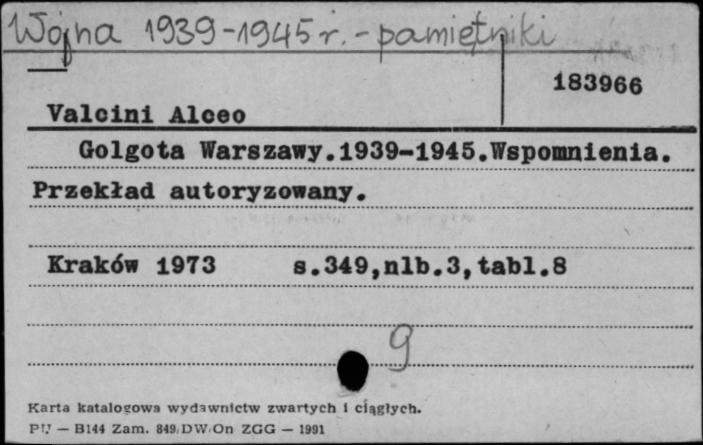 Wojna 1939-1945 r. - pamiętniki
183966
Valcini Alceo
Golgota Warszawy.1939-1945.Wspomnienia.
Przekład autoryzowany.
Kraków 1973 s.349,nlb.3,tabl.8
9
Karta katalogowa wydawnictw zwartych i ciągłych.
PU — B144 Zam. 849/DW/On ZGG — 1991